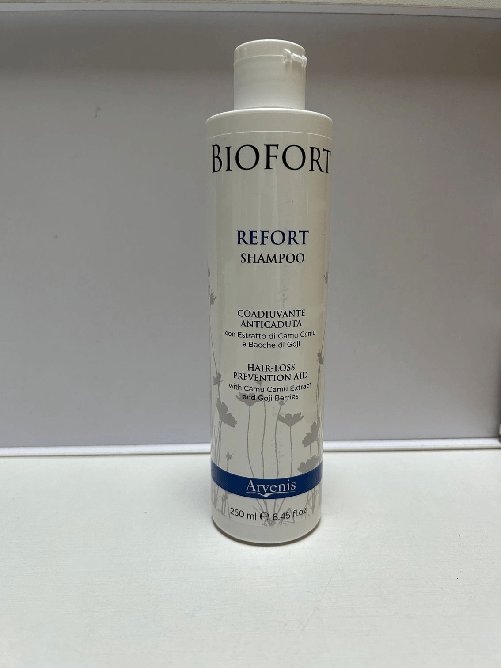 BIOFORT
REFORT
SHAMPOO
COADIUVANTE
ANTICADUTA
con Estratto di Camu Camu
e Bacche di Goji
HAIR-LOSS
PREVENTION AID
with Camu Camu Extract
and Goji Berries
Arvenis
250 ml ℮ 8.45 fl.oz